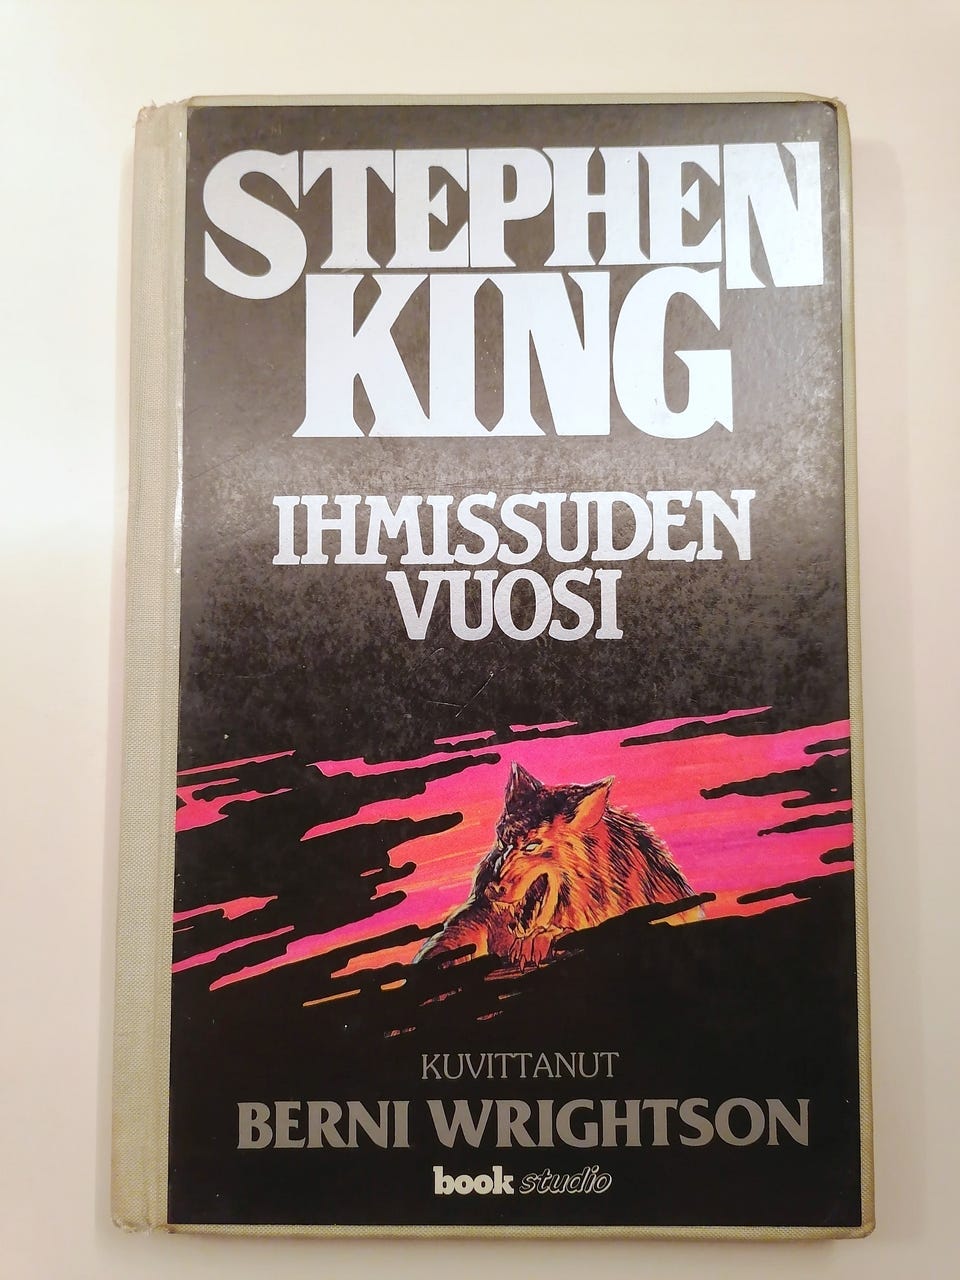 STEPHEN
KING
IHMISSUDEN
VUOSI
KUVITTANUT
BERNI WRIGHTSON
book studio